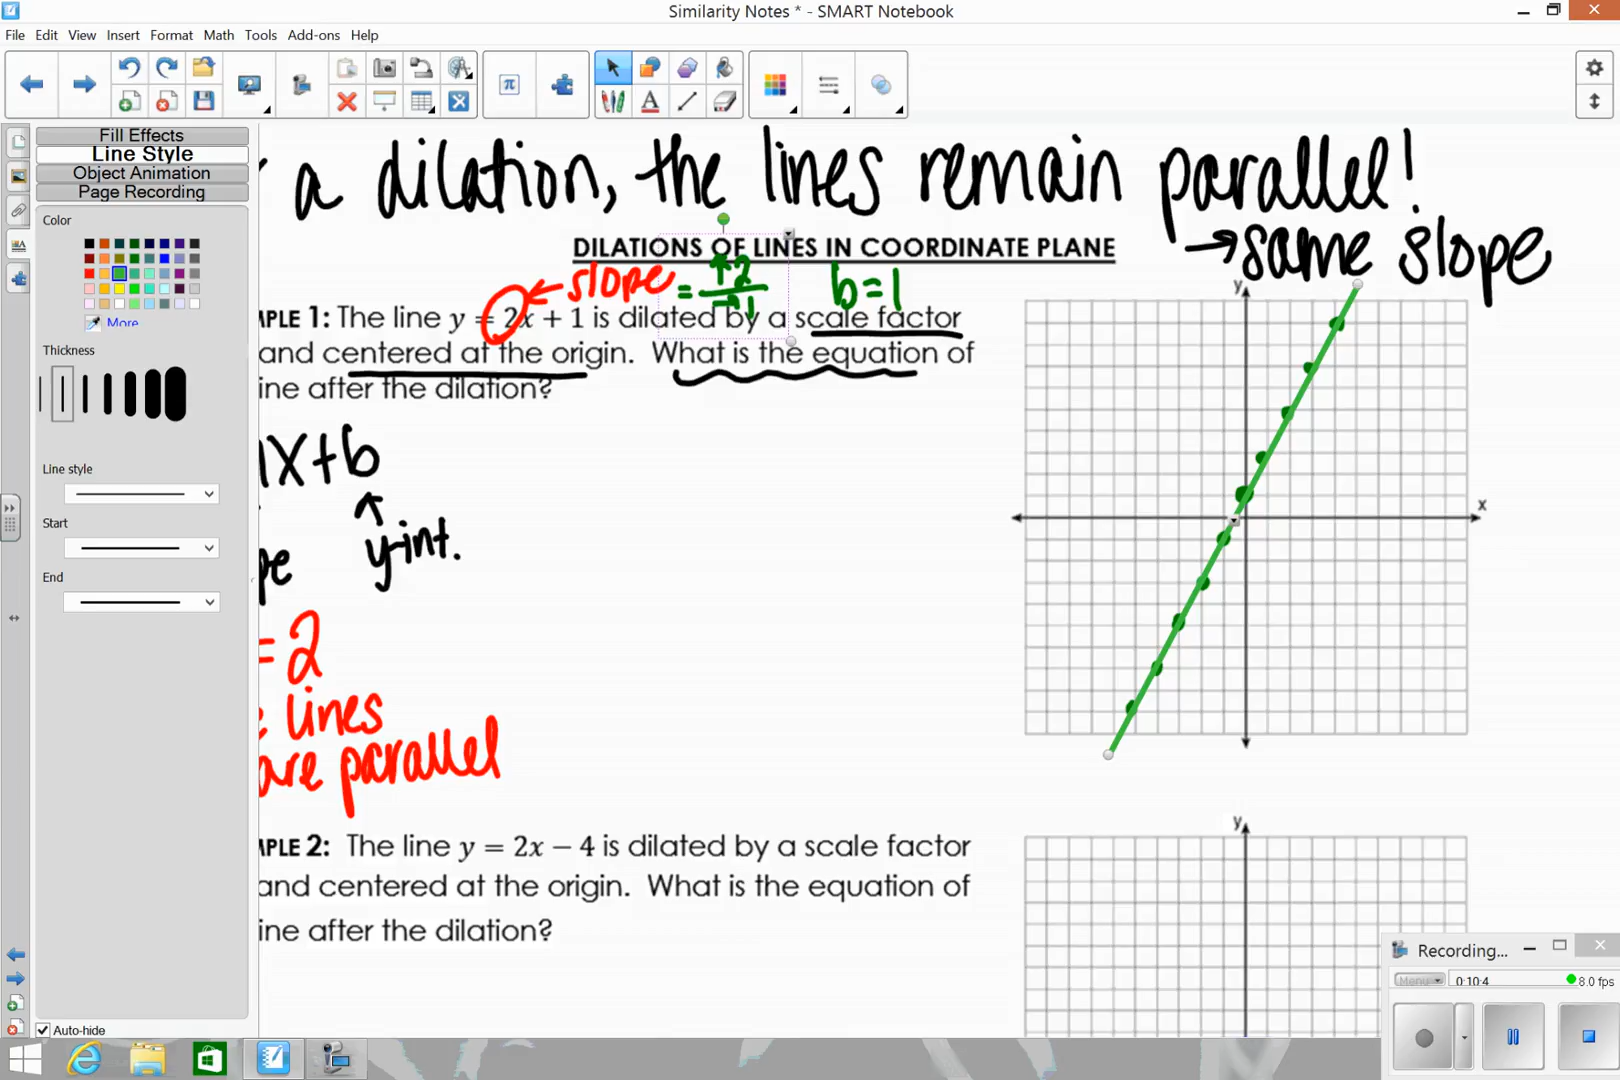 Similarity Notes * - SMART Notebook
File Edit View Insert Format Math Tools Add-ons Help
Fill Effects
Line Style
Object Animation
Page Recording
Color
More
Thickness
Line style
Start
End
Auto-hide
a dilation, the lines remain parallel!
→ same slope
DILATIONS OF LINES IN COORDINATE PLANE
← slope = ↑2/→1 b=1
MPLE 1: The line y = 2x + 1 is dilated by a scale factor
and centered at the origin. What is the equation of
ine after the dilation?
x+b
↑
y-int.
pe
=2
lines
are parallel
y
x
MPLE 2: The line y = 2x − 4 is dilated by a scale factor
and centered at the origin. What is the equation of
ine after the dilation?
y
Recording...
Menu
0:10:4
8.0 fps